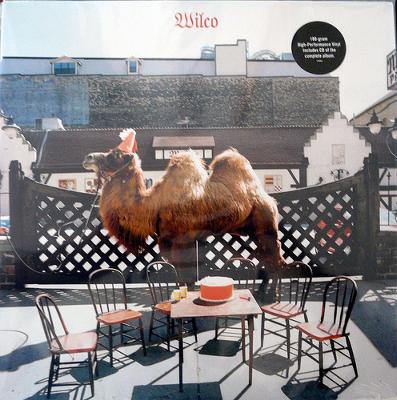 Wilco
180-gram
High-Performance Vinyl
Includes CD of the
complete album.